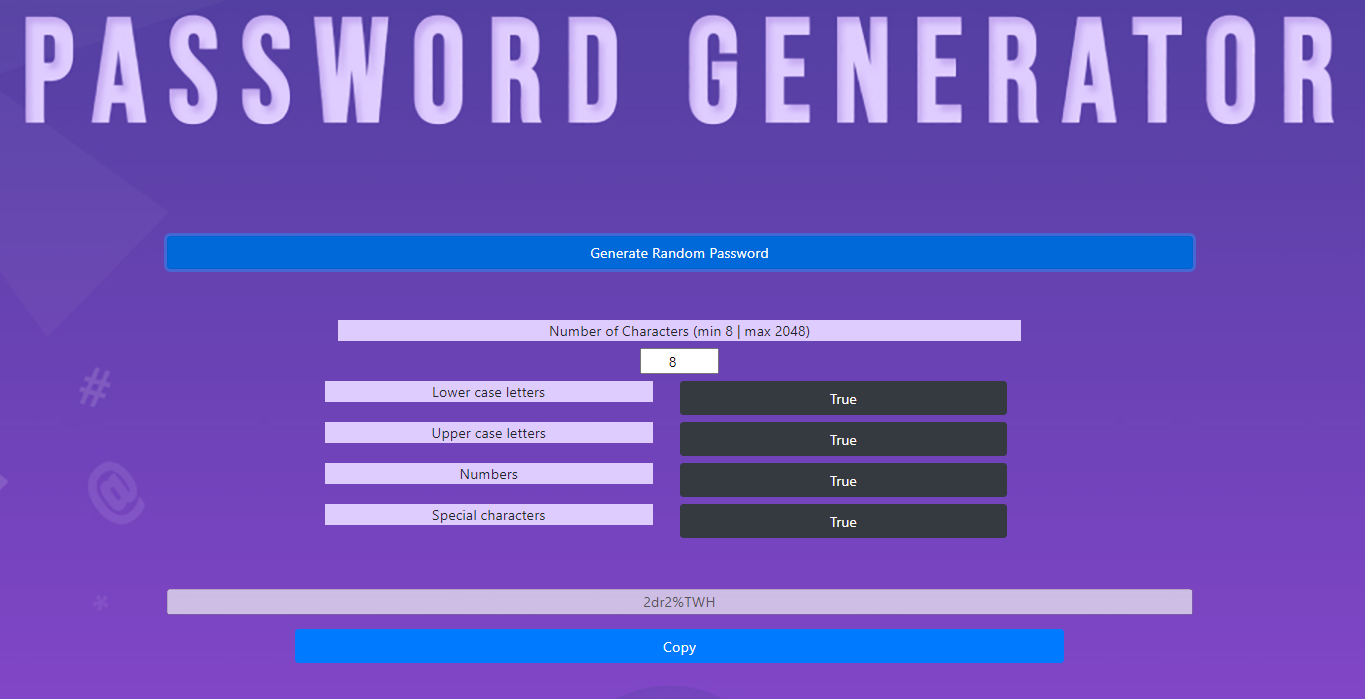 PASSWORD GENERATOR
Generate Random Password
Number of Characters (min 8 | max 2048)
8
Lower case letters True
Upper case letters True
Numbers True
Special characters True
2dr2%TWH
Copy
#
@
*